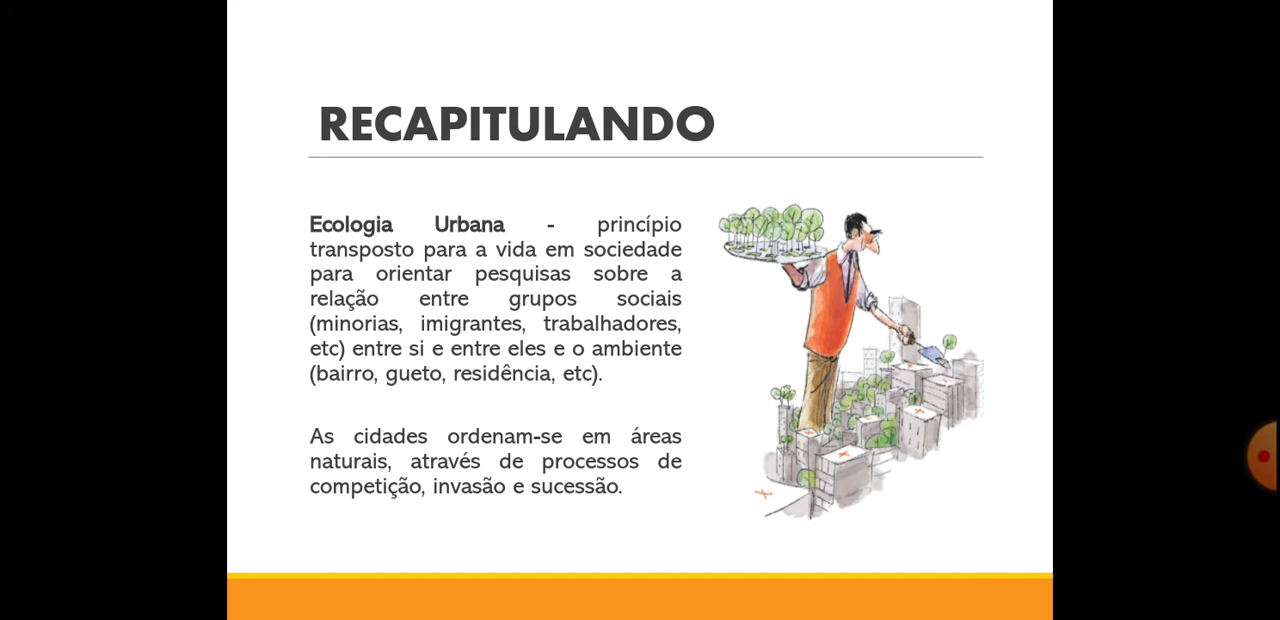 RECAPITULANDO
Ecologia Urbana - princípio
transposto para a vida em sociedade
para orientar pesquisas sobre a
relação entre grupos sociais
(minorias, imigrantes, trabalhadores,
etc) entre si e entre eles e o ambiente
(bairro, gueto, residência, etc).
As cidades ordenam-se em áreas
naturais, através de processos de
competição, invasão e sucessão.